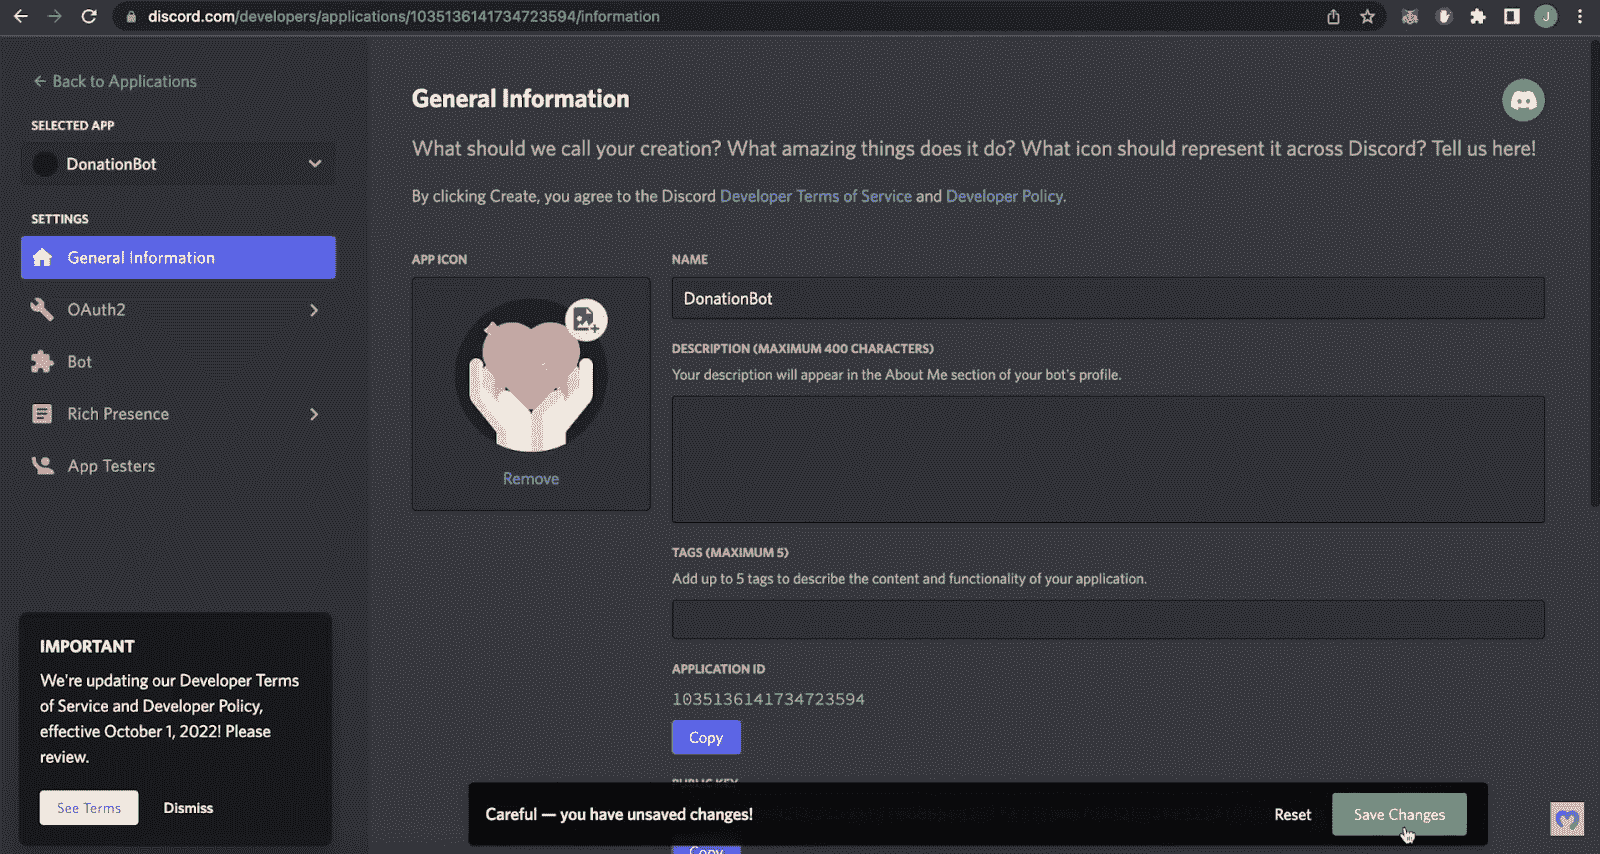 discord.com/developers/applications/1035136141734723594/information
J
← Back to Applications
SELECTED APP
DonationBot
SETTINGS
General Information
OAuth2
Bot
Rich Presence
App Testers
IMPORTANT
We're updating our Developer Terms
of Service and Developer Policy,
effective October 1, 2022! Please
review.
See Terms
Dismiss
General Information
What should we call your creation? What amazing things does it do? What icon should represent it across Discord? Tell us here!
By clicking Create, you agree to the Discord Developer Terms of Service and Developer Policy.
APP ICON
Remove
NAME
DonationBot
DESCRIPTION (MAXIMUM 400 CHARACTERS)
Your description will appear in the About Me section of your bot's profile.
TAGS (MAXIMUM 5)
Add up to 5 tags to describe the content and functionality of your application.
APPLICATION ID
1035136141734723594
Copy
PUBLIC KEY
Careful — you have unsaved changes!
Reset
Save Changes
Copy